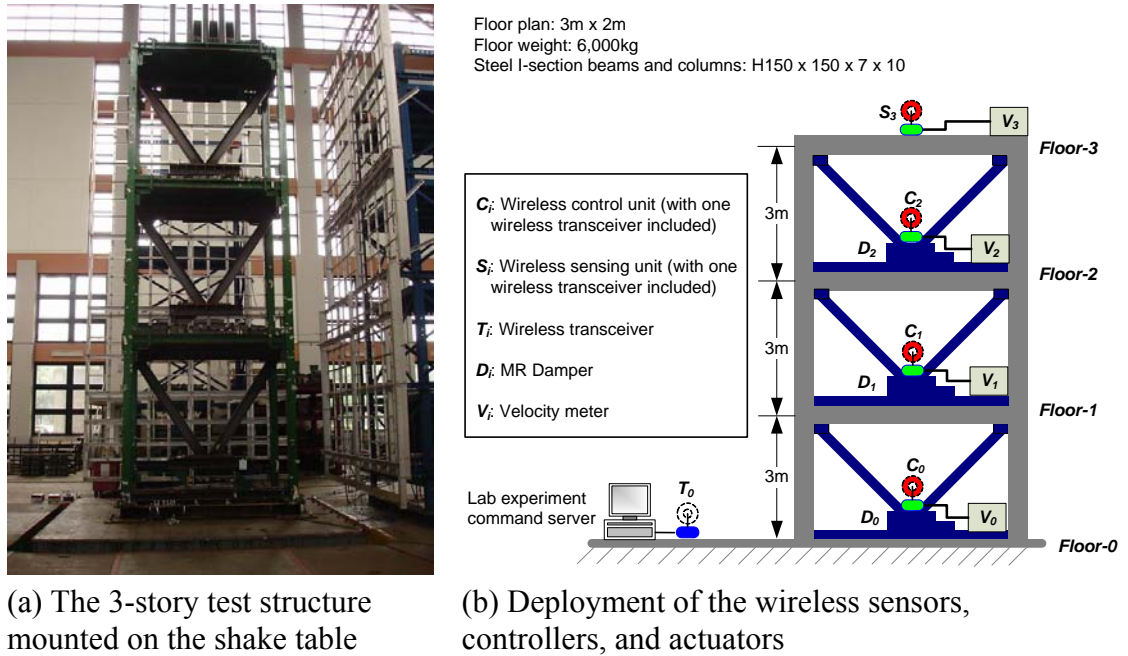 Floor plan: 3m x 2m
Floor weight: 6,000kg
Steel I-section beams and columns: H150 x 150 x 7 x 10
S3
V3
Floor-3
Ci: Wireless control unit (with one
wireless transceiver included)
Si: Wireless sensing unit (with one
wireless transceiver included)
Ti: Wireless transceiver
Di: MR Damper
Vi: Velocity meter
3m
C2
D2
V2
Floor-2
3m
C1
D1
V1
Floor-1
3m
C0
D0
V0
Floor-0
Lab experiment
command server
T0
(a) The 3-story test structure
mounted on the shake table
(b) Deployment of the wireless sensors,
controllers, and actuators